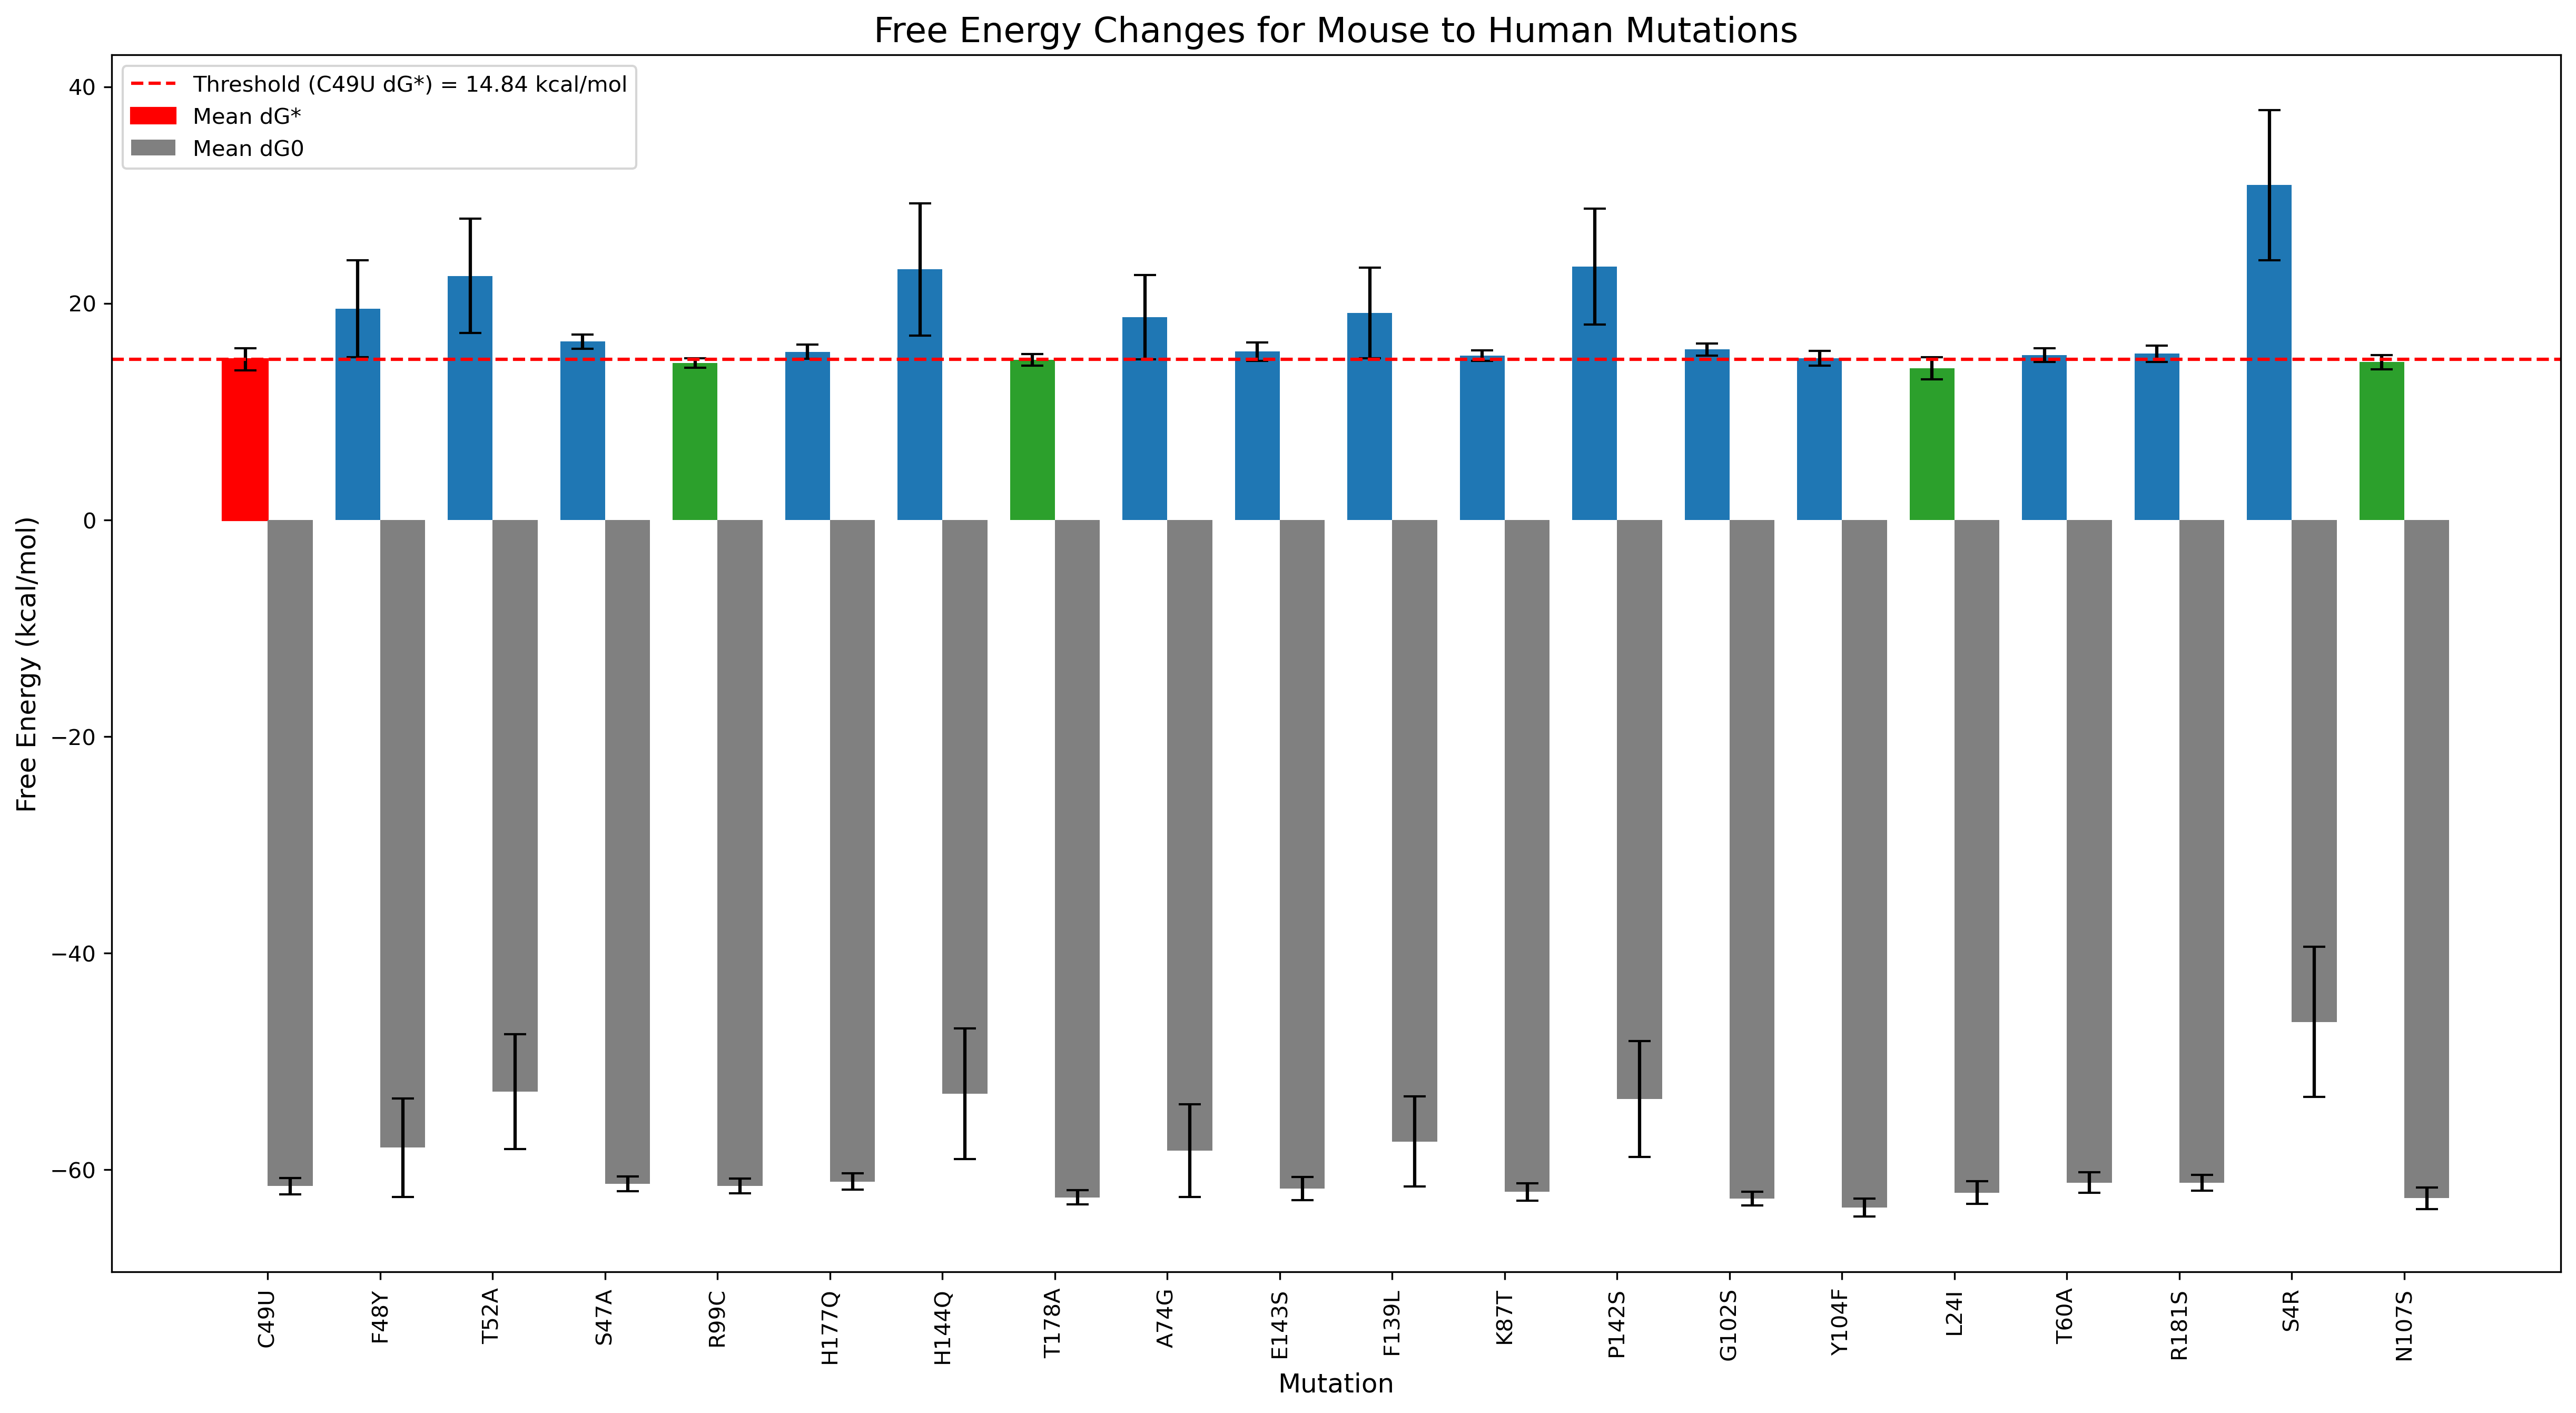 Free Energy Changes for Mouse to Human Mutations
Threshold (C49U dG*) = 14.84 kcal/mol
Mean dG*
Mean dG0
Free Energy (kcal/mol)
40
20
0
−20
−40
−60
C49U
F48Y
T52A
S47A
R99C
H177Q
H144Q
T178A
A74G
E143S
F139L
K87T
P142S
G102S
Y104F
L24I
T60A
R181S
S4R
N107S
Mutation